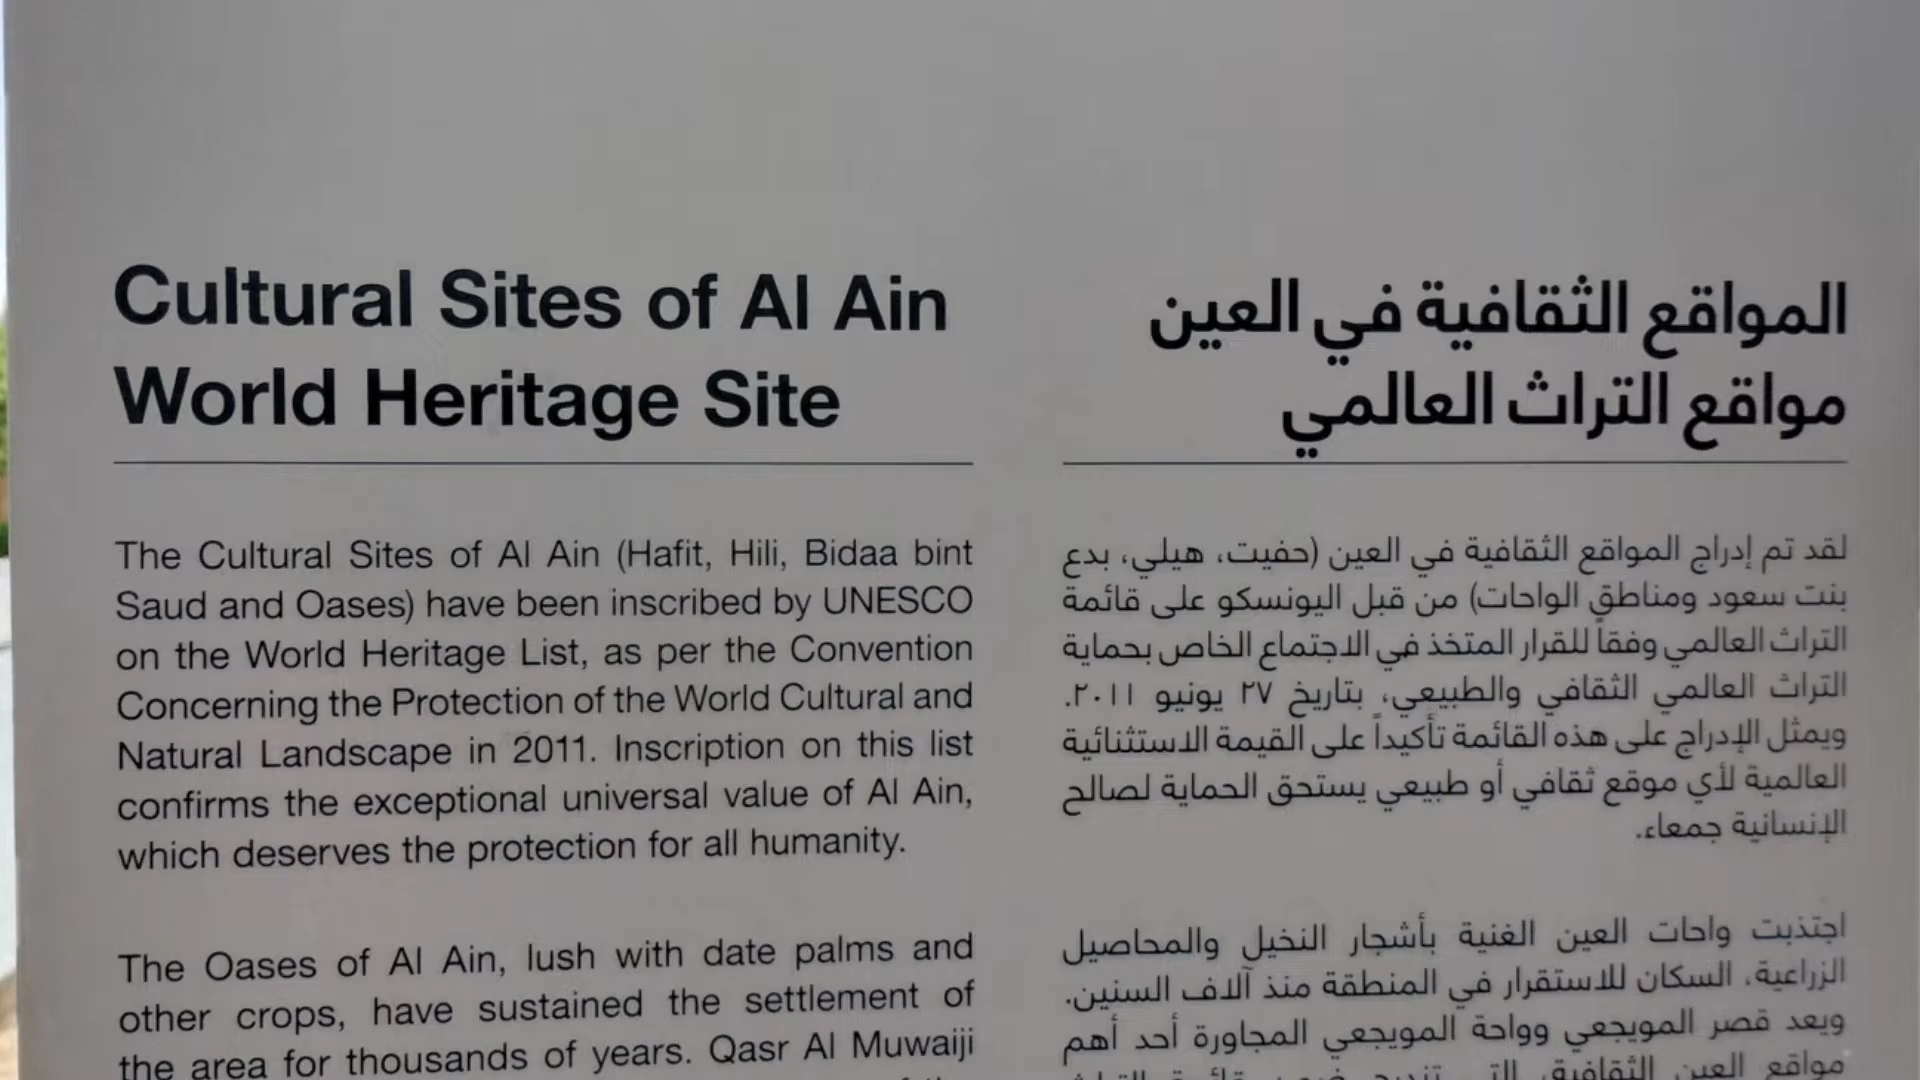 Cultural Sites of Al Ain
World Heritage Site
The Cultural Sites of Al Ain (Hafit, Hili, Bidaa bint
Saud and Oases) have been inscribed by UNESCO
on the World Heritage List, as per the Convention
Concerning the Protection of the World Cultural and
Natural Landscape in 2011. Inscription on this list
confirms the exceptional universal value of Al Ain,
which deserves the protection for all humanity.
The Oases of Al Ain, lush with date palms and
other crops, have sustained the settlement of
the area for thousands of years. Qasr Al Muwaiji
المواقع الثقافية في العين
مواقع التراث العالمي
لقد تم إدراج المواقع الثقافية في العين (حفيت، هيلي، بدع
بنت سعود ومناطق الواحات) من قبل اليونسكو على قائمة
التراث العالمي وفقاً للقرار المتخذ في الاجتماع الخاص بحماية
التراث العالمي الثقافي والطبيعي، بتاريخ ٢٧ يونيو ٢٠١١.
ويمثل الإدراج على هذه القائمة تأكيداً على القيمة الاستثنائية
العالمية لأي موقع ثقافي أو طبيعي يستحق الحماية لصالح
الإنسانية جمعاء.
اجتذبت واحات العين الغنية بأشجار النخيل والمحاصيل
الزراعية، السكان للاستقرار في المنطقة منذ آلاف السنين.
ويعد قصر المويجعي وواحة المويجعي المجاورة أحد أهم
مواقع العين الثقافية،